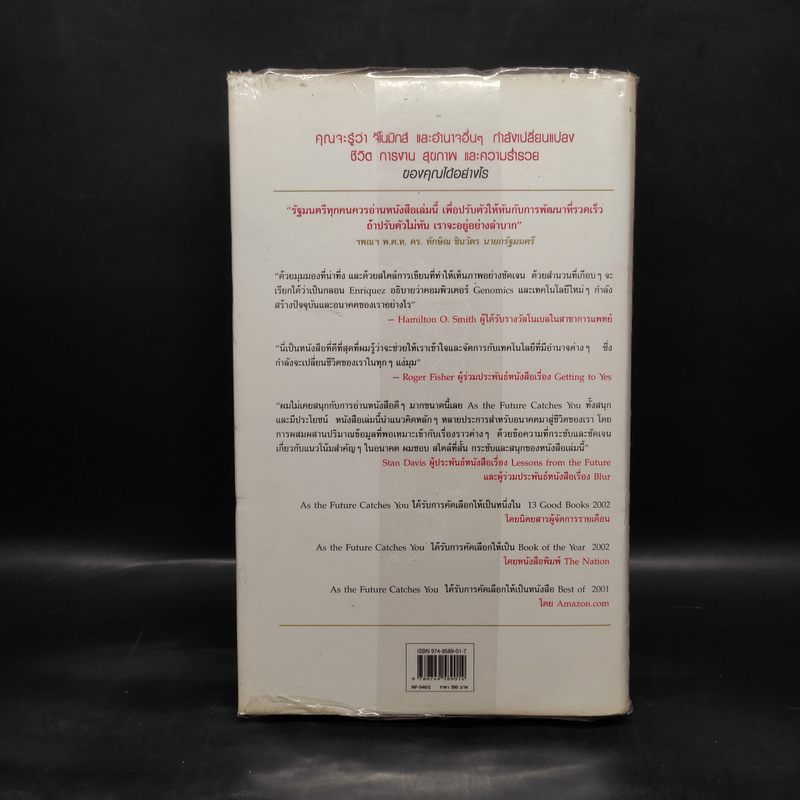 คุณจะรู้ว่า จีโนมิกส์ และอำนาจอื่นๆ กำลังเปลี่ยนแปลง
ชีวิต การงาน สุขภาพ และความร่ำรวย
ของคุณได้อย่างไร
“รัฐมนตรีทุกคนควรอ่านหนังสือเล่มนี้ เพื่อปรับตัวให้ทันกับการพัฒนาที่รวดเร็ว
ถ้าปรับตัวไม่ทัน เราจะอยู่อย่างลำบาก”
ฯพณฯ พ.ต.ท. ดร. ทักษิณ ชินวัตร นายกรัฐมนตรี
“ด้วยมุมมองที่น่าทึ่ง และด้วยสไตล์การเขียนที่ทำให้เห็นภาพอย่างชัดเจน ด้วยสำนวนที่เกือบๆ จะ
เรียกได้ว่าเป็นกลอน Enriquez อธิบายว่าคอมพิวเตอร์ Genomics และเทคโนโลยีใหม่ๆ กำลัง
สร้างปัจจุบันและอนาคตของเราอย่างไร”
– Hamilton O. Smith ผู้ได้รับรางวัลโนเบลในสาขาการแพทย์
“นี่เป็นหนังสือที่ดีที่สุดที่ผมรู้ว่าจะช่วยให้เราเข้าใจและจัดการกับเทคโนโลยีที่มีอำนาจต่างๆ ซึ่ง
กำลังจะเปลี่ยนชีวิตของเราในทุกๆ แง่มุม”
– Roger Fisher ผู้ร่วมประพันธ์หนังสือเรื่อง Getting to Yes
“ผมไม่เคยสนุกกับการอ่านหนังสือดีๆ มากขนาดนี้เลย As the Future Catches You ทั้งสนุก
และมีประโยชน์ หนังสือเล่มนี้นำแนวคิดหลักๆ หลายประการสำหรับอนาคตมาสู่ชีวิตของเรา โดย
การผสมผสานปริมาณข้อมูลที่พอเหมาะเข้ากับเรื่องราวต่างๆ ด้วยข้อความที่กระชับและชัดเจน
เกี่ยวกับแนวโน้มสำคัญๆ ในอนาคต ผมชอบ สไตล์ที่สั้น กระชับและสนุกของหนังสือเล่มนี้”
Stan Davis ผู้ประพันธ์หนังสือเรื่อง Lessons from the Future
และผู้ร่วมประพันธ์หนังสือเรื่อง Blur
As the Future Catches You ได้รับการคัดเลือกให้เป็นหนึ่งใน 13 Good Books 2002
โดยนิตยสารผู้จัดการรายเดือน
As the Future Catches You ได้รับการคัดเลือกให้เป็น Book of the Year 2002
โดยหนังสือพิมพ์ The Nation
As the Future Catches You ได้รับการคัดเลือกให้เป็นหนังสือ Best of 2001
โดย Amazon.com
ISBN 974-9589-01-7
9 789749 589014
NP-046/2 ราคา 295 บาท